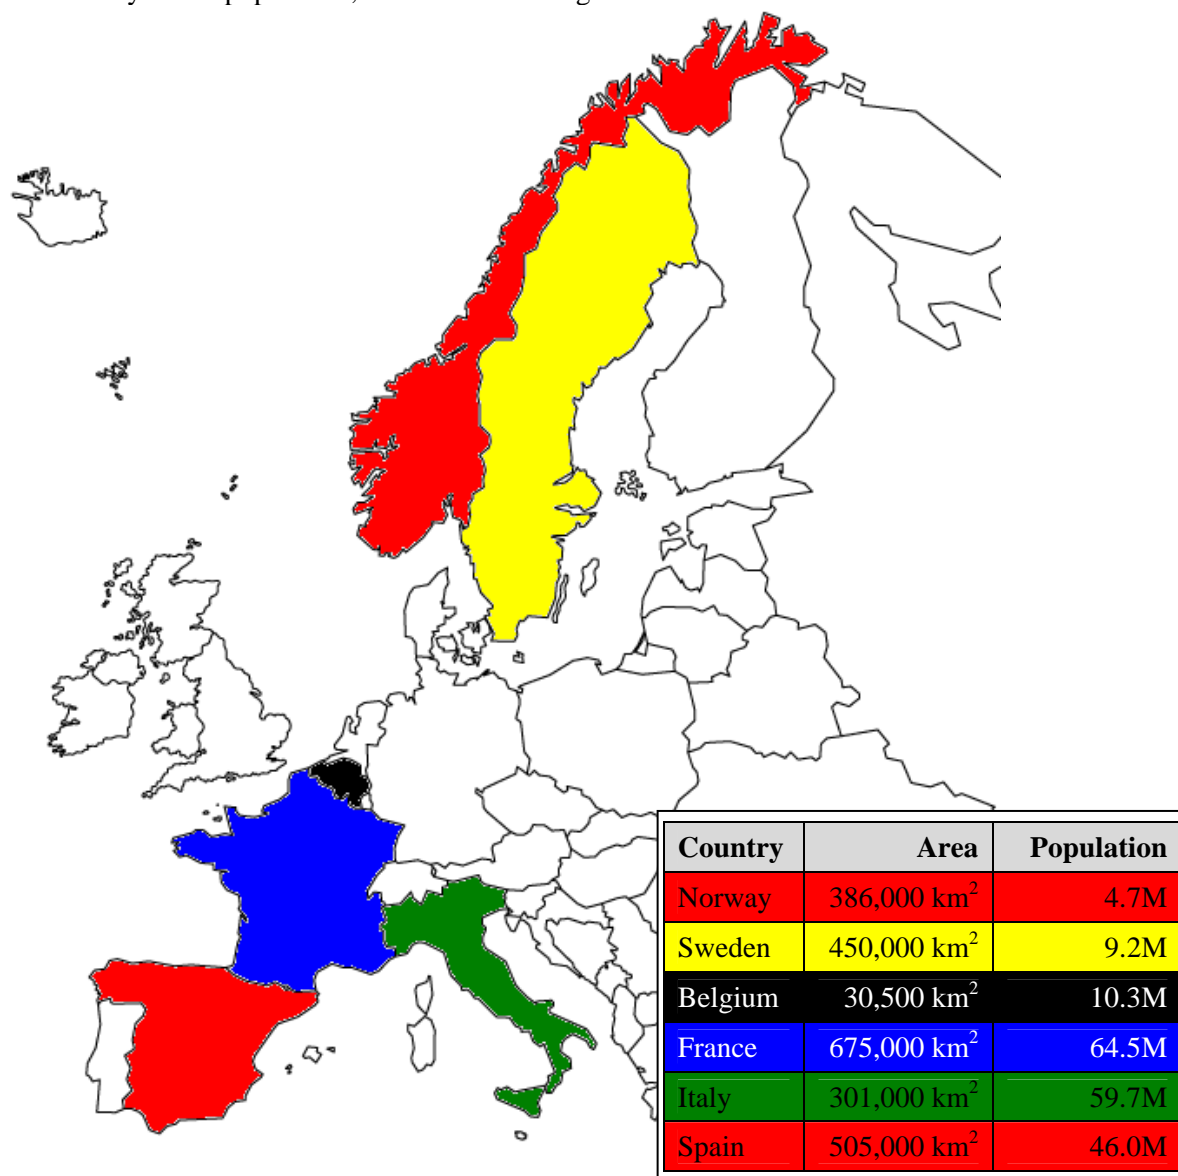 Country Area Population
Norway 386,000 km² 4.7M
Sweden 450,000 km² 9.2M
Belgium 30,500 km² 10.3M
France 675,000 km² 64.5M
Italy 301,000 km² 59.7M
Spain 505,000 km² 46.0M